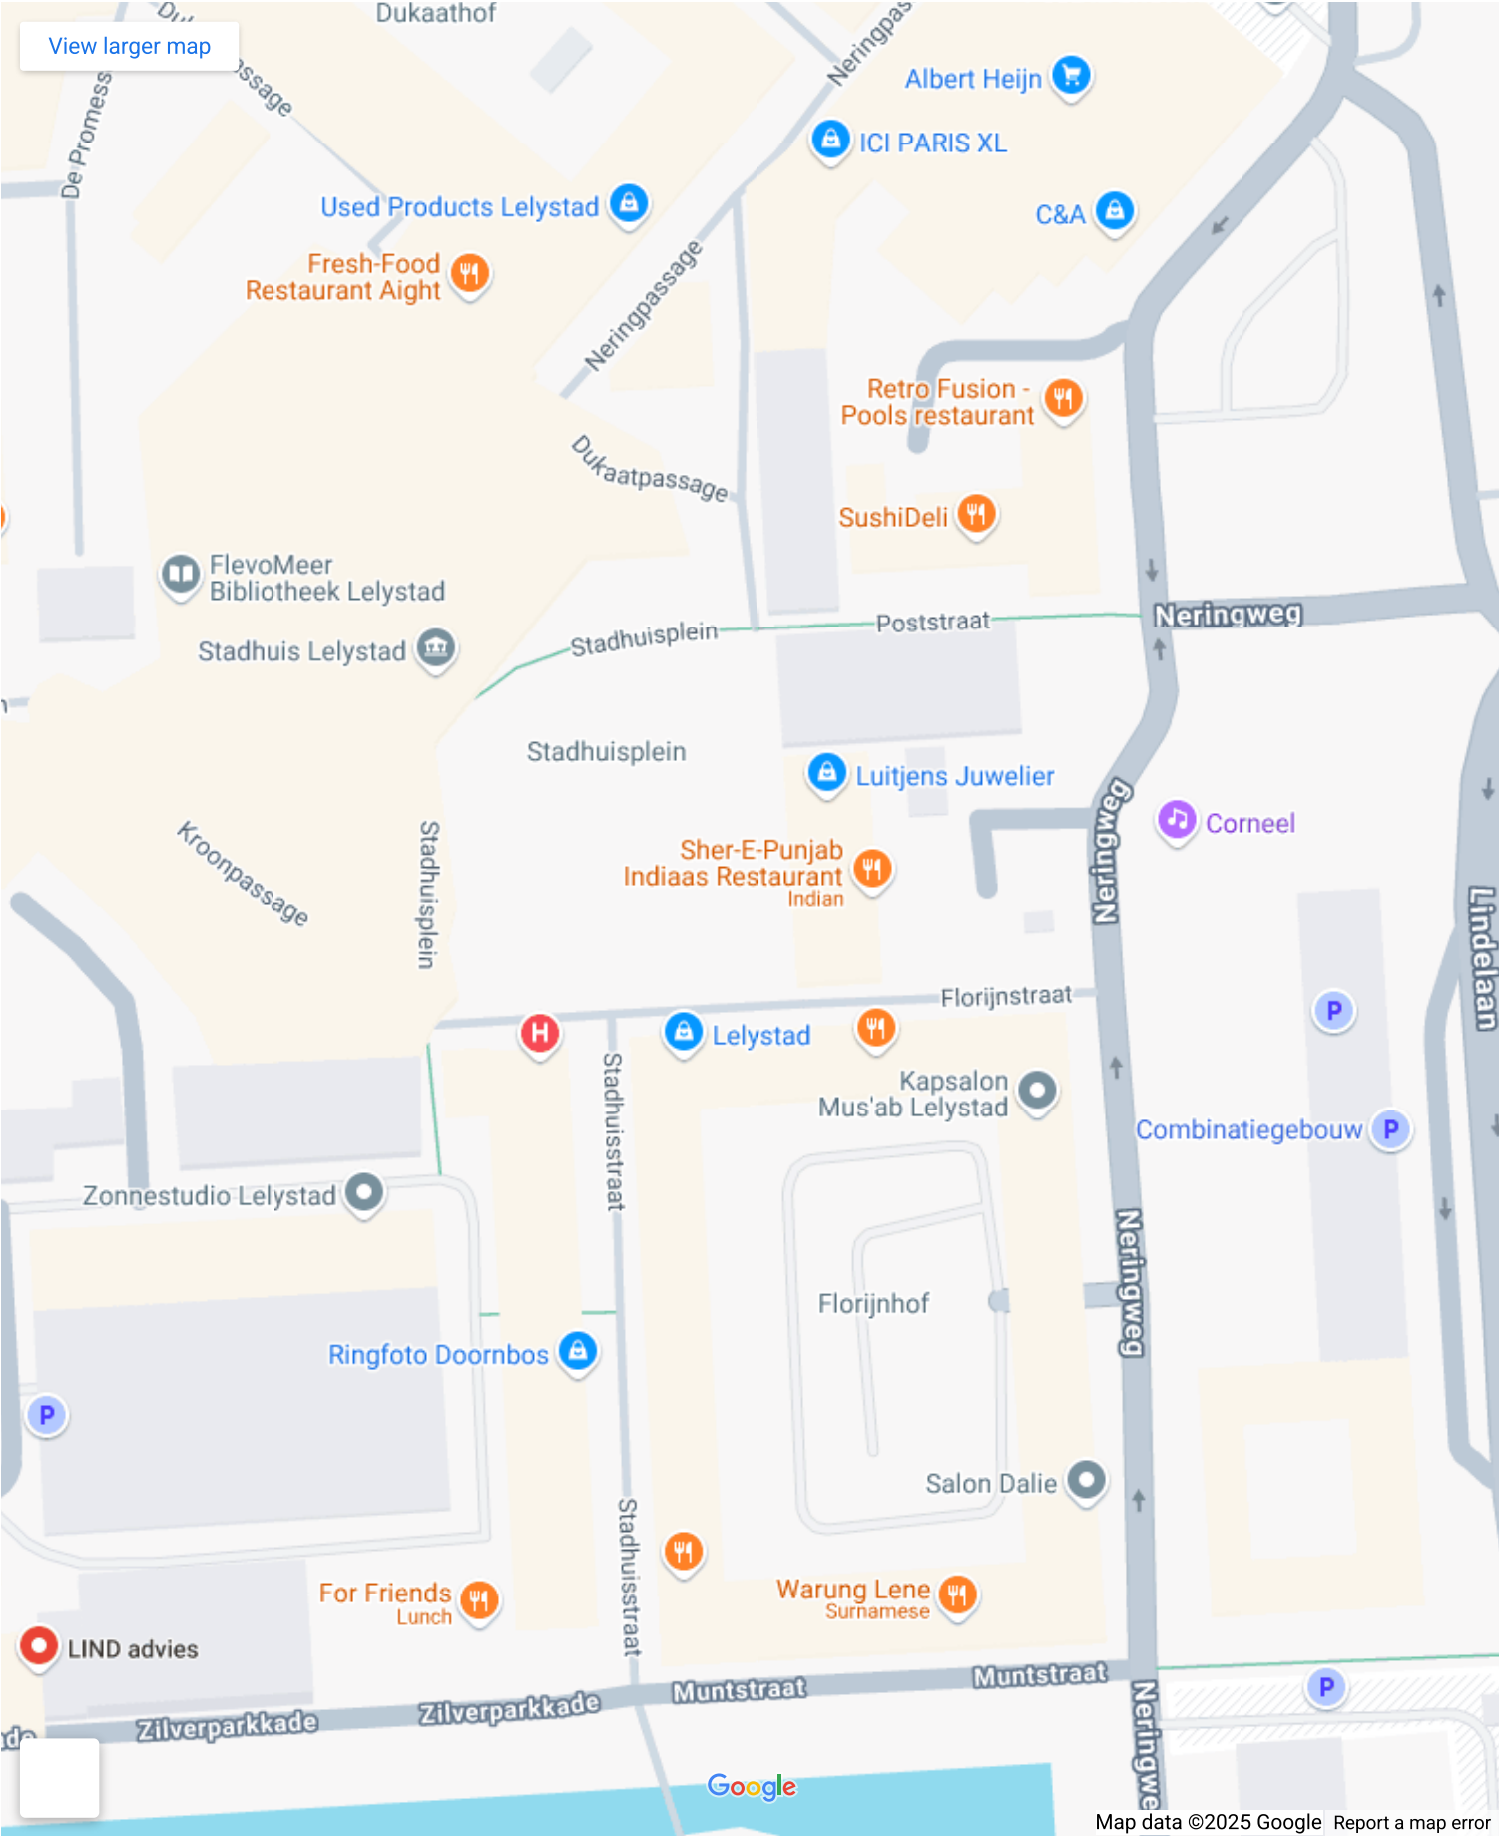 Dukaathof
View larger map
De Promesse
Neringpassage
Albert Heijn
ICI PARIS XL
Used Products Lelystad
C&A
Fresh-Food
Restaurant Aight
Neringpassage
Retro Fusion -
Pools restaurant
Dukaatpassage
SushiDeli
FlevoMeer
Bibliotheek Lelystad
Neringweg
Poststraat
Stadhuisplein
Stadhuis Lelystad
Stadhuisplein
Luitjens Juwelier
Corneel
Kroonpassage
Stadhuisplein
Sher-E-Punjab
Indiaas Restaurant
Indian
Neringweg
Lindelaan
Florijnstraat
P
H
Lelystad
Kapsalon
Mus'ab Lelystad
Stadhuisstraat
Combinatiegebouw
P
Zonnestudio Lelystad
Neringweg
Florijnhof
Ringfoto Doornbos
P
Salon Dalie
Stadhuisstraat
For Friends
Lunch
Warung Lene
Surnamese
LIND advies
Muntstraat
Muntstraat
P
Zilverparkkade
Zilverparkkade
Neringwe
Google
Map data ©2025 Google
Report a map error